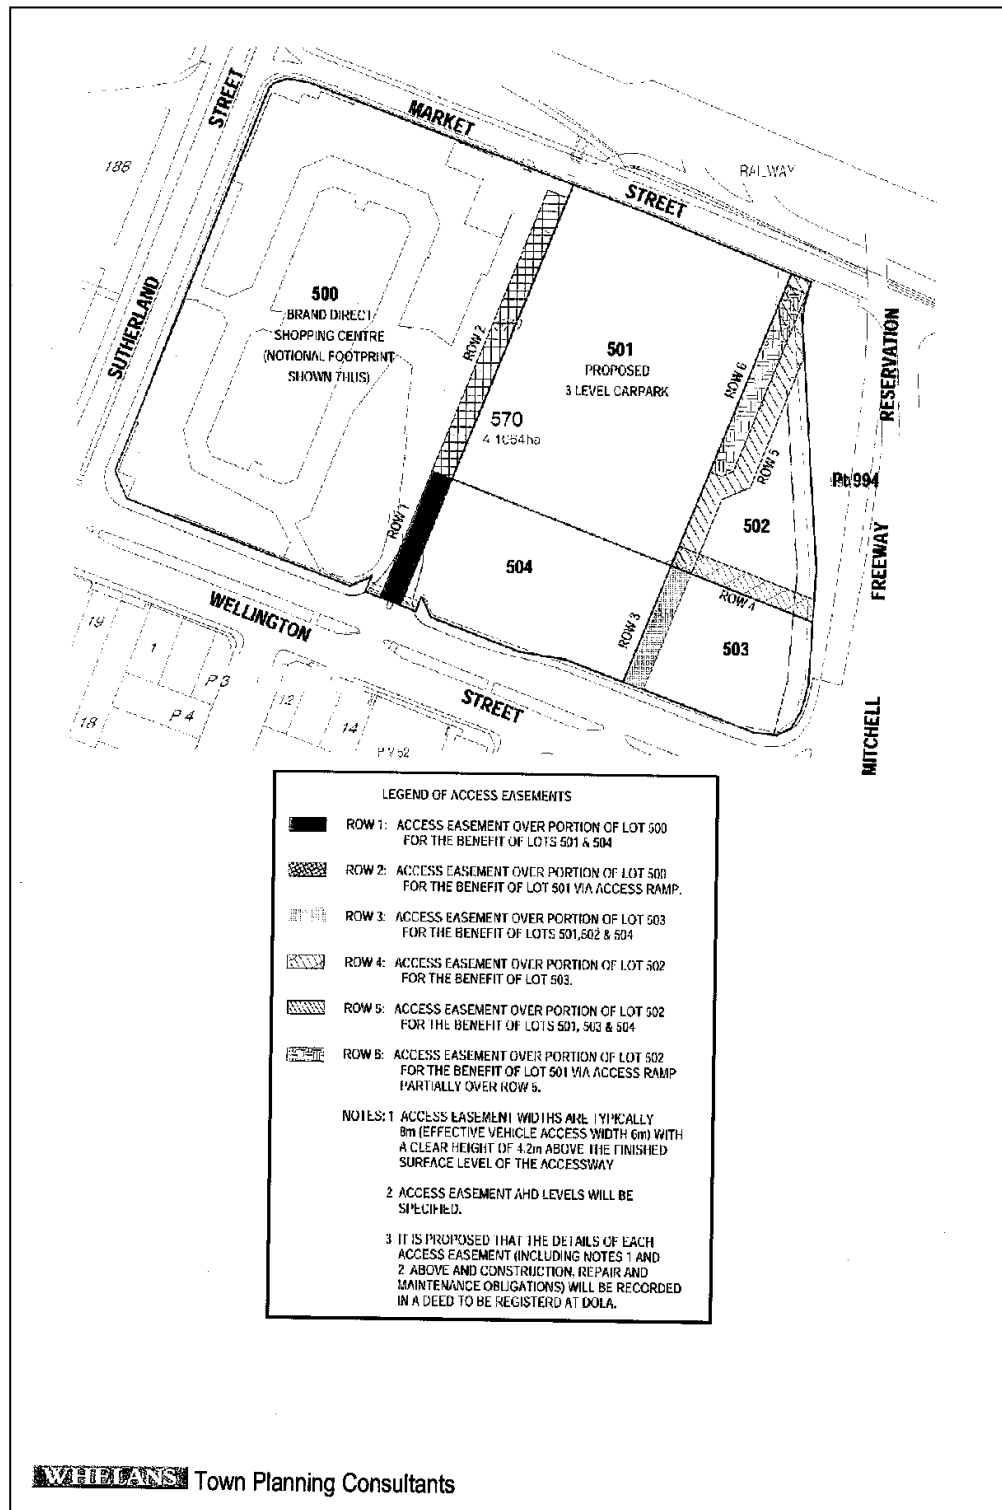 STREET
MARKET
188
RAILWAY
STREET
SUTHERLAND
500
BRAND DIRECT
SHOPPING CENTRE
(NOTIONAL FOOTPRINT
SHOWN THUS)
ROW 2
501
PROPOSED
3 LEVEL CARPARK
ROW 6
RESERVATION
570
4.1064ha
ROW 5
Pt 994
ROW 1
502
504
FREEWAY
ROW 4
WELLINGTON
ROW 3
503
19
1
P 3
STREET
P 4
12
18
14
MITCHELL
LEGEND OF ACCESS EASEMENTS
ROW 1: ACCESS EASEMENT OVER PORTION OF LOT 500
FOR THE BENEFIT OF LOTS 501 & 504
ROW 2: ACCESS EASEMENT OVER PORTION OF LOT 500
FOR THE BENEFIT OF LOT 501 VIA ACCESS RAMP.
ROW 3: ACCESS EASEMENT OVER PORTION OF LOT 503
FOR THE BENEFIT OF LOTS 501,502 & 504
ROW 4: ACCESS EASEMENT OVER PORTION OF LOT 502
FOR THE BENEFIT OF LOT 503.
ROW 5: ACCESS EASEMENT OVER PORTION OF LOT 502
FOR THE BENEFIT OF LOTS 501, 503 & 504
ROW 6: ACCESS EASEMENT OVER PORTION OF LOT 502
FOR THE BENEFIT OF LOT 501 VIA ACCESS RAMP
PARTIALLY OVER ROW 5.
NOTES: 1 ACCESS EASEMENT WIDTHS ARE TYPICALLY
8m (EFFECTIVE VEHICLE ACCESS WIDTH 6m) WITH
A CLEAR HEIGHT OF 4.2m ABOVE THE FINISHED
SURFACE LEVEL OF THE ACCESSWAY
2 ACCESS EASEMENT AHD LEVELS WILL BE
SPECIFIED.
3 IT IS PROPOSED THAT THE DETAILS OF EACH
ACCESS EASEMENT (INCLUDING NOTES 1 AND
2 ABOVE AND CONSTRUCTION, REPAIR AND
MAINTENANCE OBLIGATIONS) WILL BE RECORDED
IN A DEED TO BE REGISTERD AT DOLA.
WHELANS Town Planning Consultants